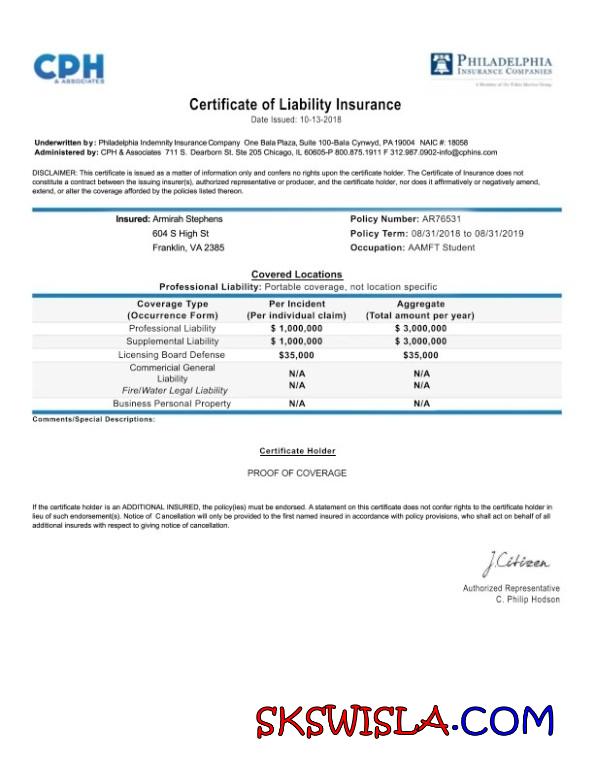 CPH
& ASSOCIATES
PHILADELPHIA
INSURANCE COMPANIES
A Member of the Tokio Marine Group
Certificate of Liability Insurance
Date Issued: 10-13-2018
Underwritten by: Philadelphia Indemnity Insurance Company One Bala Plaza, Suite 100-Bala Cynwyd, PA 19004 NAIC #: 18058
Administered by: CPH & Associates 711 S. Dearborn St. Ste 205 Chicago, IL 60605-P 800.875.1911 F 312.987.0902-info@cphins.com
DISCLAIMER: This certificate is issued as a matter of information only and confers no rights upon the certificate holder. The Certificate of Insurance does not
constitute a contract between the issuing insurer(s), authorized representative or producer, and the certificate holder, nor does it affirmatively or negatively amend,
extend, or alter the coverage afforded by the policies listed thereon.
Insured: Armirah Stephens
604 S High St
Franklin, VA 2385
Policy Number: AR76531
Policy Term: 08/31/2018 to 08/31/2019
Occupation: AAMFT Student
Covered Locations
Professional Liability: Portable coverage, not location specific
Coverage Type Per Incident Aggregate
(Occurrence Form) (Per individual claim) (Total amount per year)
Professional Liability $ 1,000,000 $ 3,000,000
Supplemental Liability $ 1,000,000 $ 3,000,000
Licensing Board Defense $35,000 $35,000
Commericial General
Liability N/A N/A
Fire/Water Legal Liability N/A N/A
Business Personal Property N/A N/A
Comments/Special Descriptions:
Certificate Holder
PROOF OF COVERAGE
If the certificate holder is an ADDITIONAL INSURED, the policy(ies) must be endorsed. A statement on this certificate does not confer rights to the certificate holder in
lieu of such endorsement(s). Notice of Cancellation will only be provided to the first named insured in accordance with policy provisions, who shall act on behalf of all
additional insureds with respect to giving notice of cancellation.
J.Citizen
Authorized Representative
C. Philip Hodson
SKSWISLA.COM